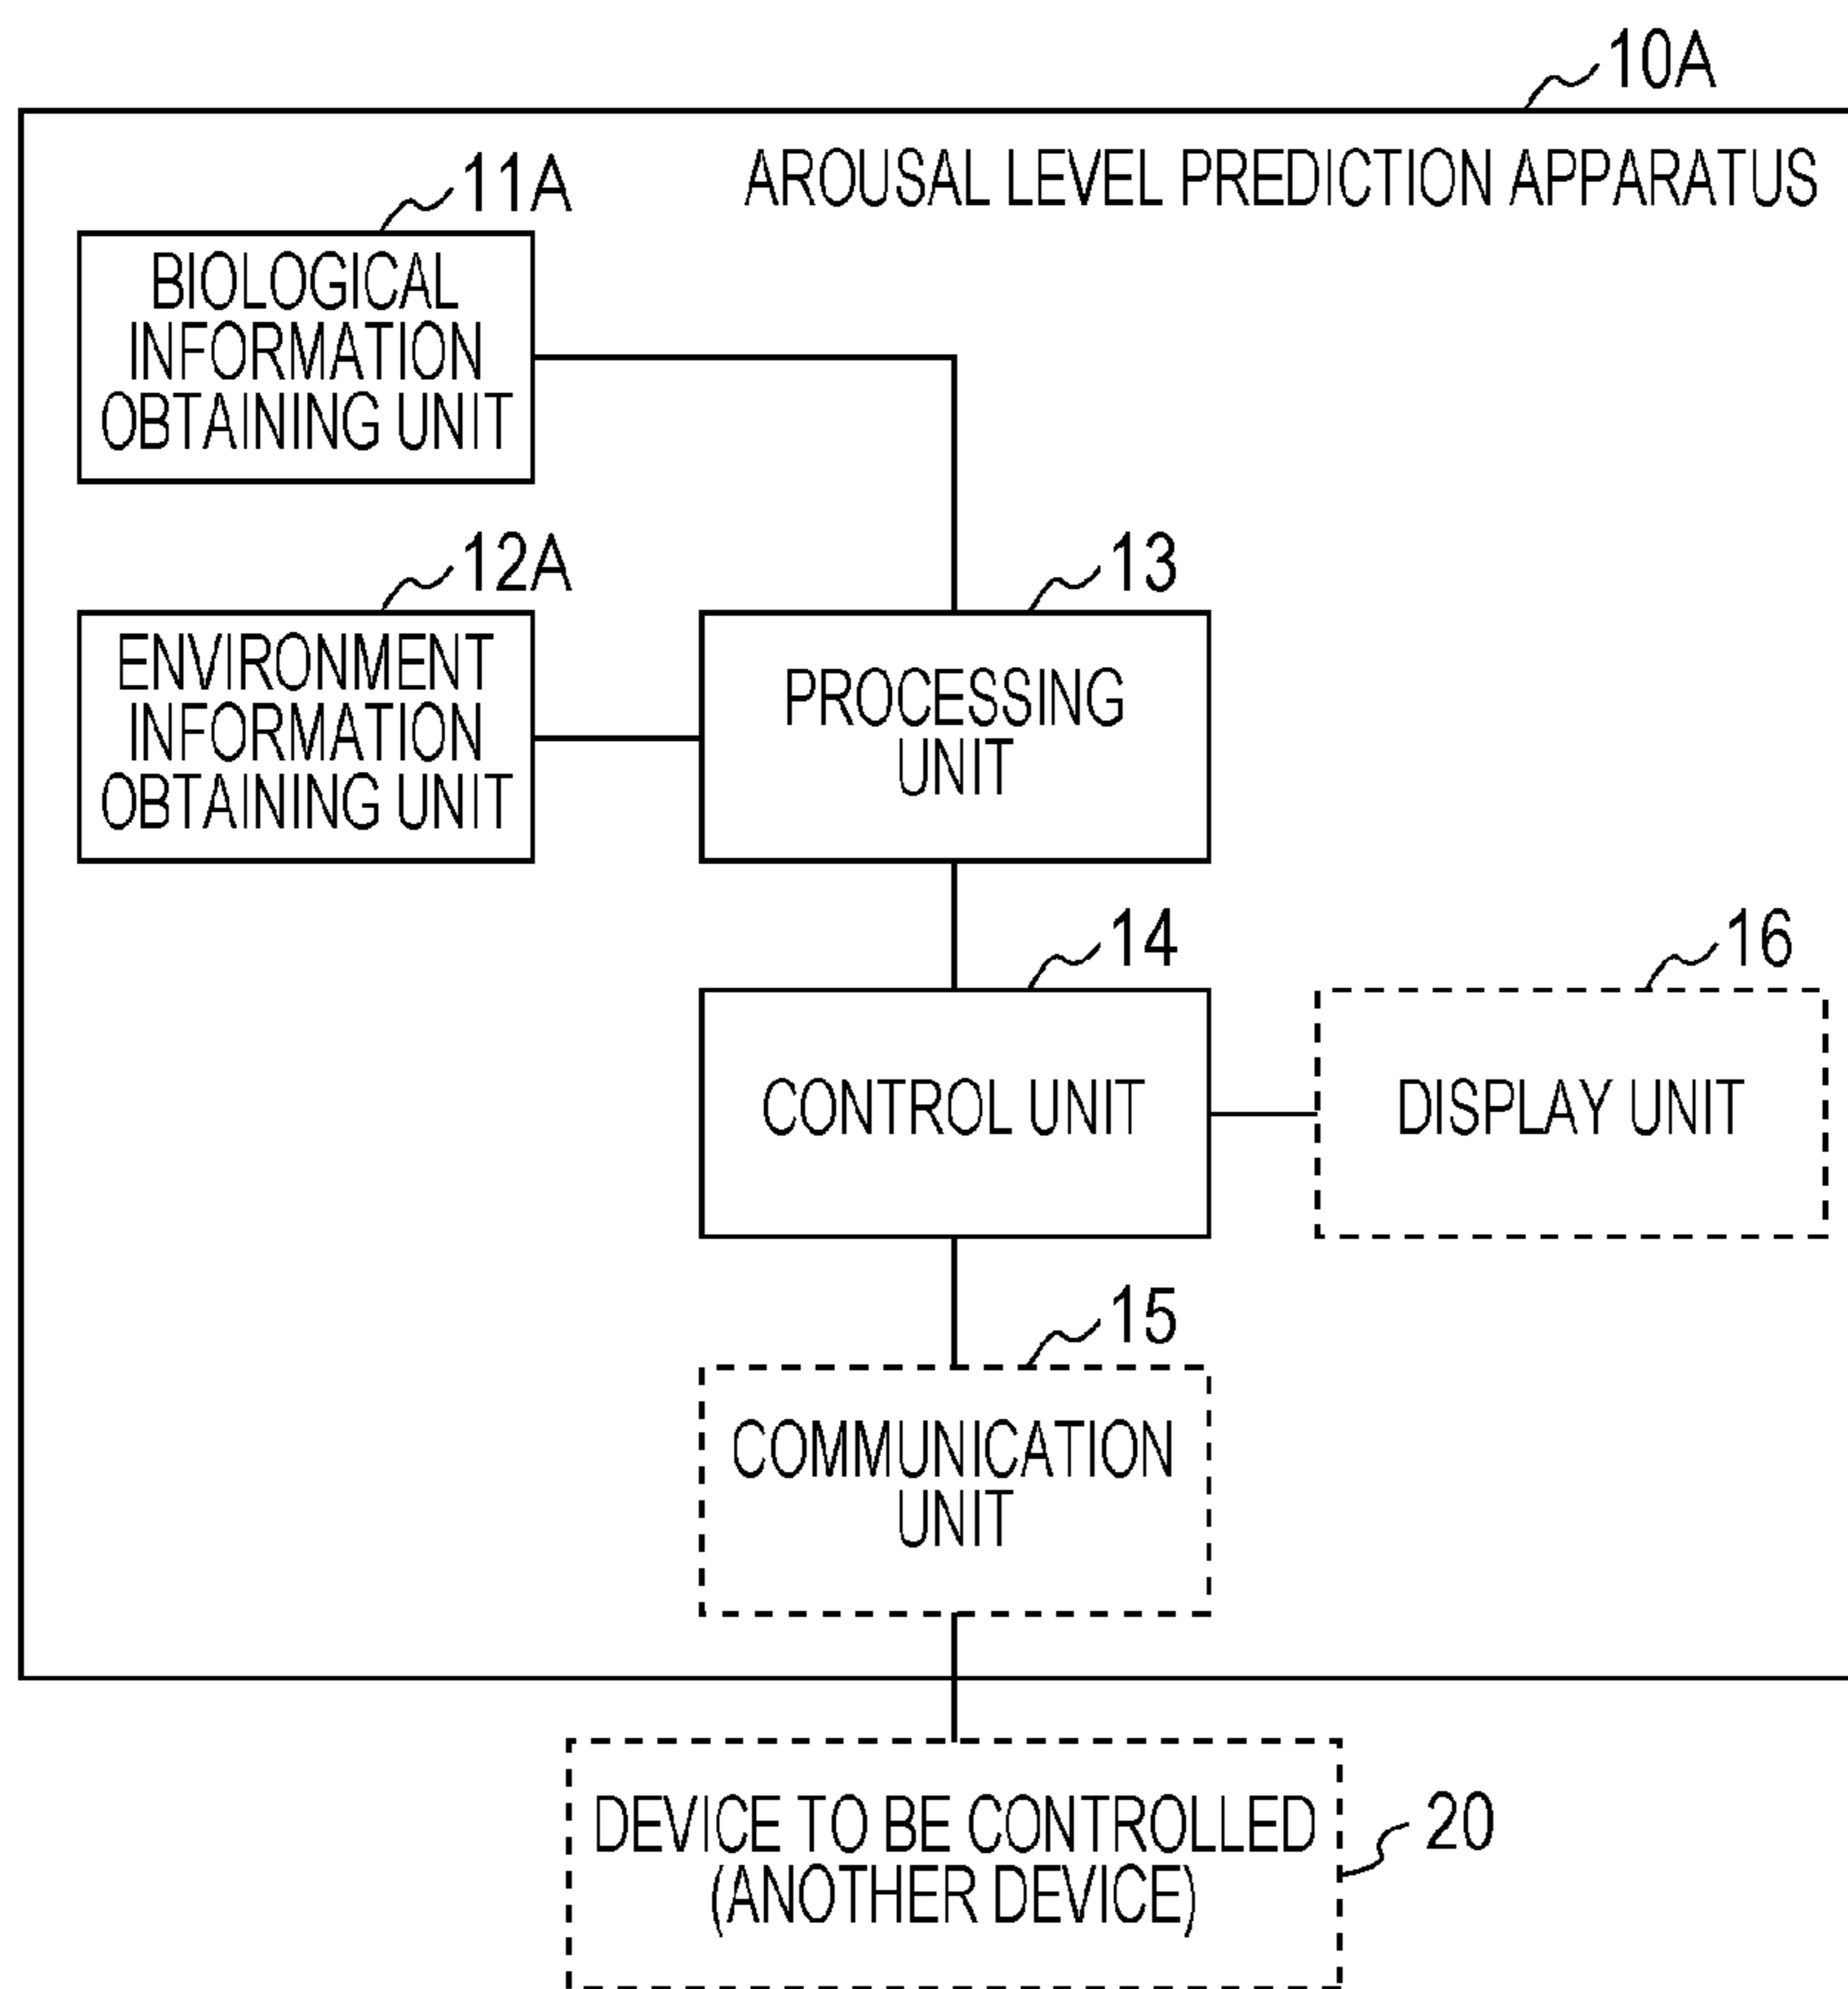 10A
AROUSAL LEVEL PREDICTION APPARATUS
11A
BIOLOGICAL
INFORMATION
OBTAINING UNIT
12A
ENVIRONMENT
INFORMATION
OBTAINING UNIT
13
PROCESSING
UNIT
14
CONTROL UNIT
16
DISPLAY UNIT
15
COMMUNICATION
UNIT
DEVICE TO BE CONTROLLED
(ANOTHER DEVICE)
20